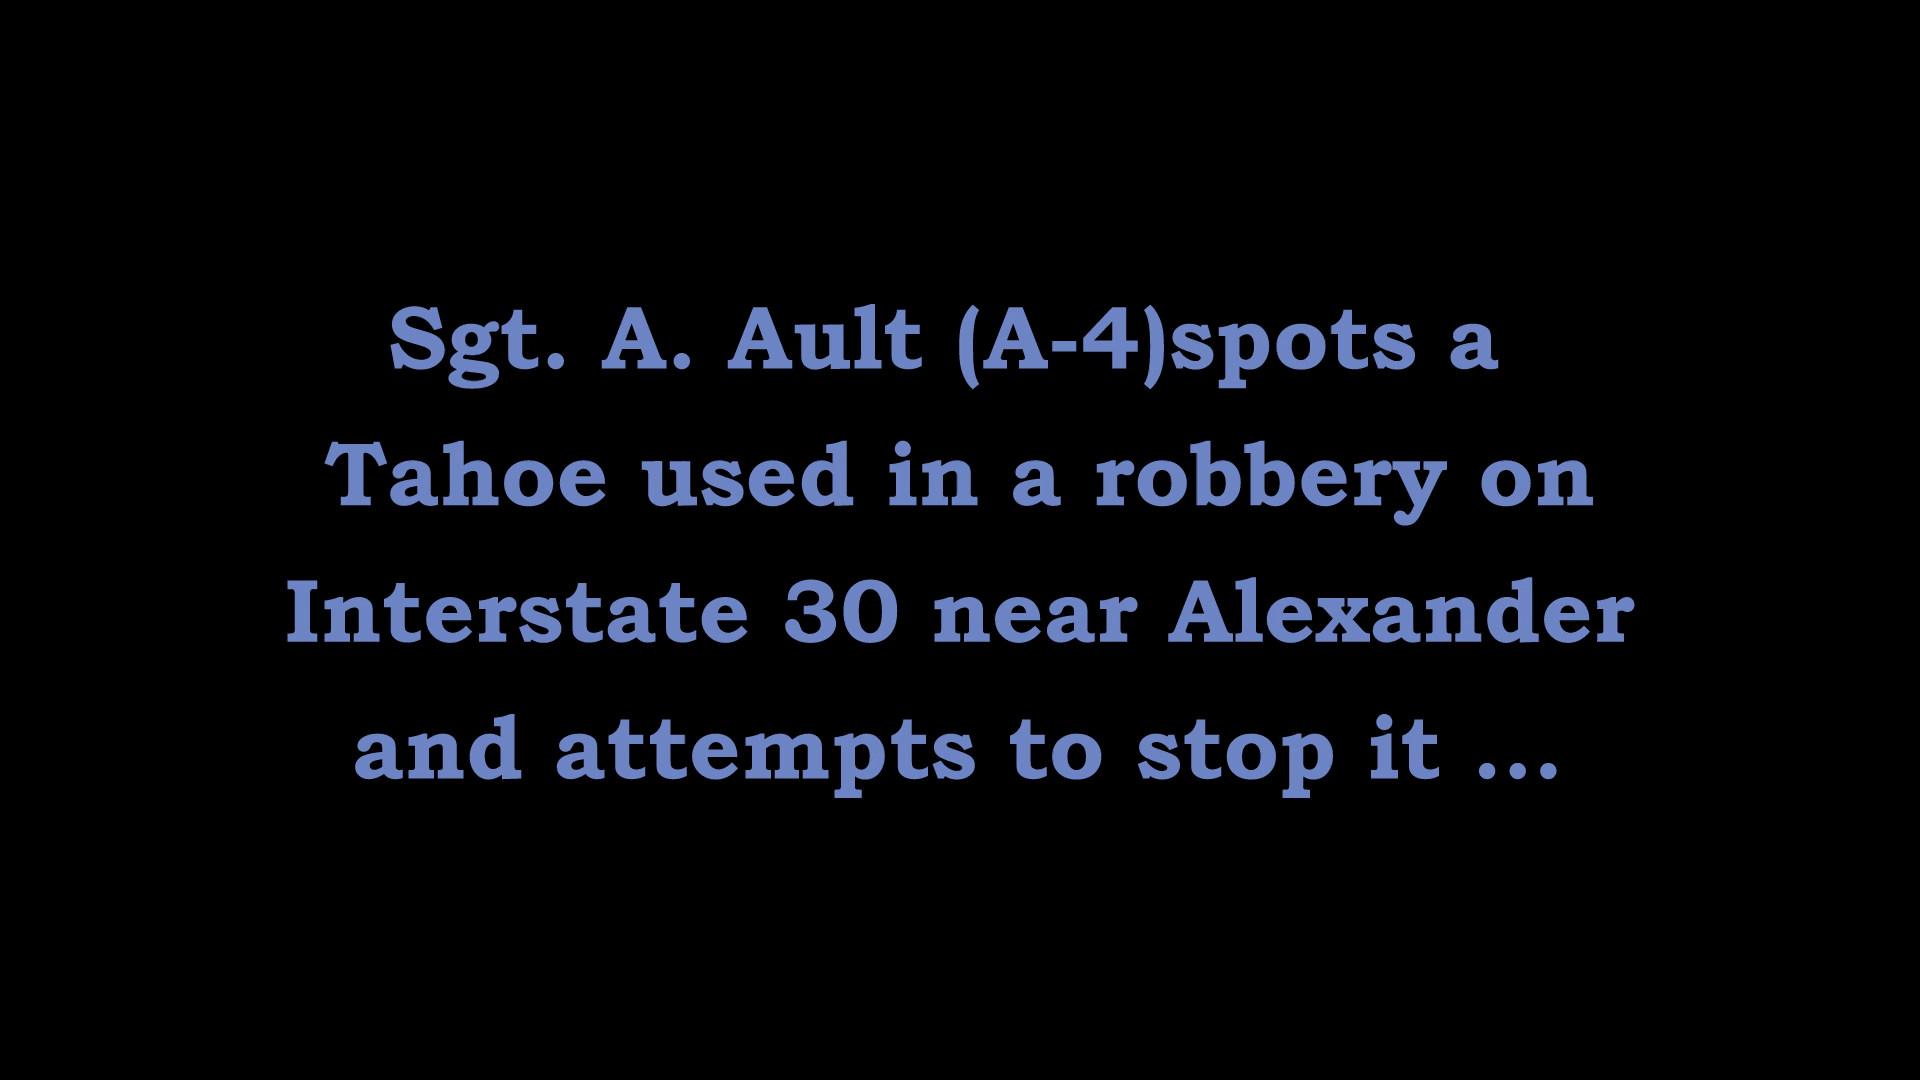 Sgt. A. Ault (A-4)spots a
Tahoe used in a robbery on
Interstate 30 near Alexander
and attempts to stop it ...